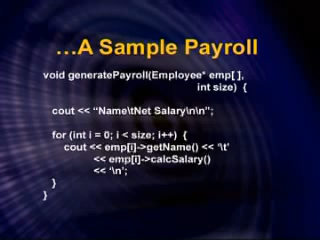 …A Sample Payroll
void generatePayroll(Employee* emp[ ],
int size) {
cout << “Name\tNet Salary\n\n”;
for (int i = 0; i < size; i++) {
cout << emp[i]->getName() << ‘\t’
<< emp[i]->calcSalary()
<< ‘\n’;
}
}